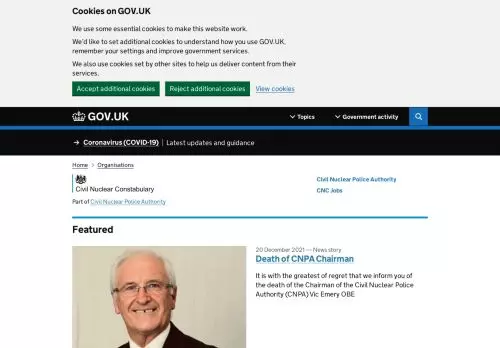 Cookies on GOV.UK
We use some essential cookies to make this website work.
We'd like to set additional cookies to understand how you use GOV.UK,
remember your settings and improve government services.
We also use cookies set by other sites to help us deliver content from their
services.
Accept additional cookies
Reject additional cookies
View cookies
GOV.UK
Topics
Government activity
→ Coronavirus (COVID-19) | Latest updates and guidance
Home > Organisations
Civil Nuclear Constabulary
Part of Civil Nuclear Police Authority
Civil Nuclear Police Authority
CNC Jobs
Featured
20 December 2021 — News story
Death of CNPA Chairman
It is with the greatest of regret that we inform you of
the death of the Chairman of the Civil Nuclear Police
Authority (CNPA) Vic Emery OBE